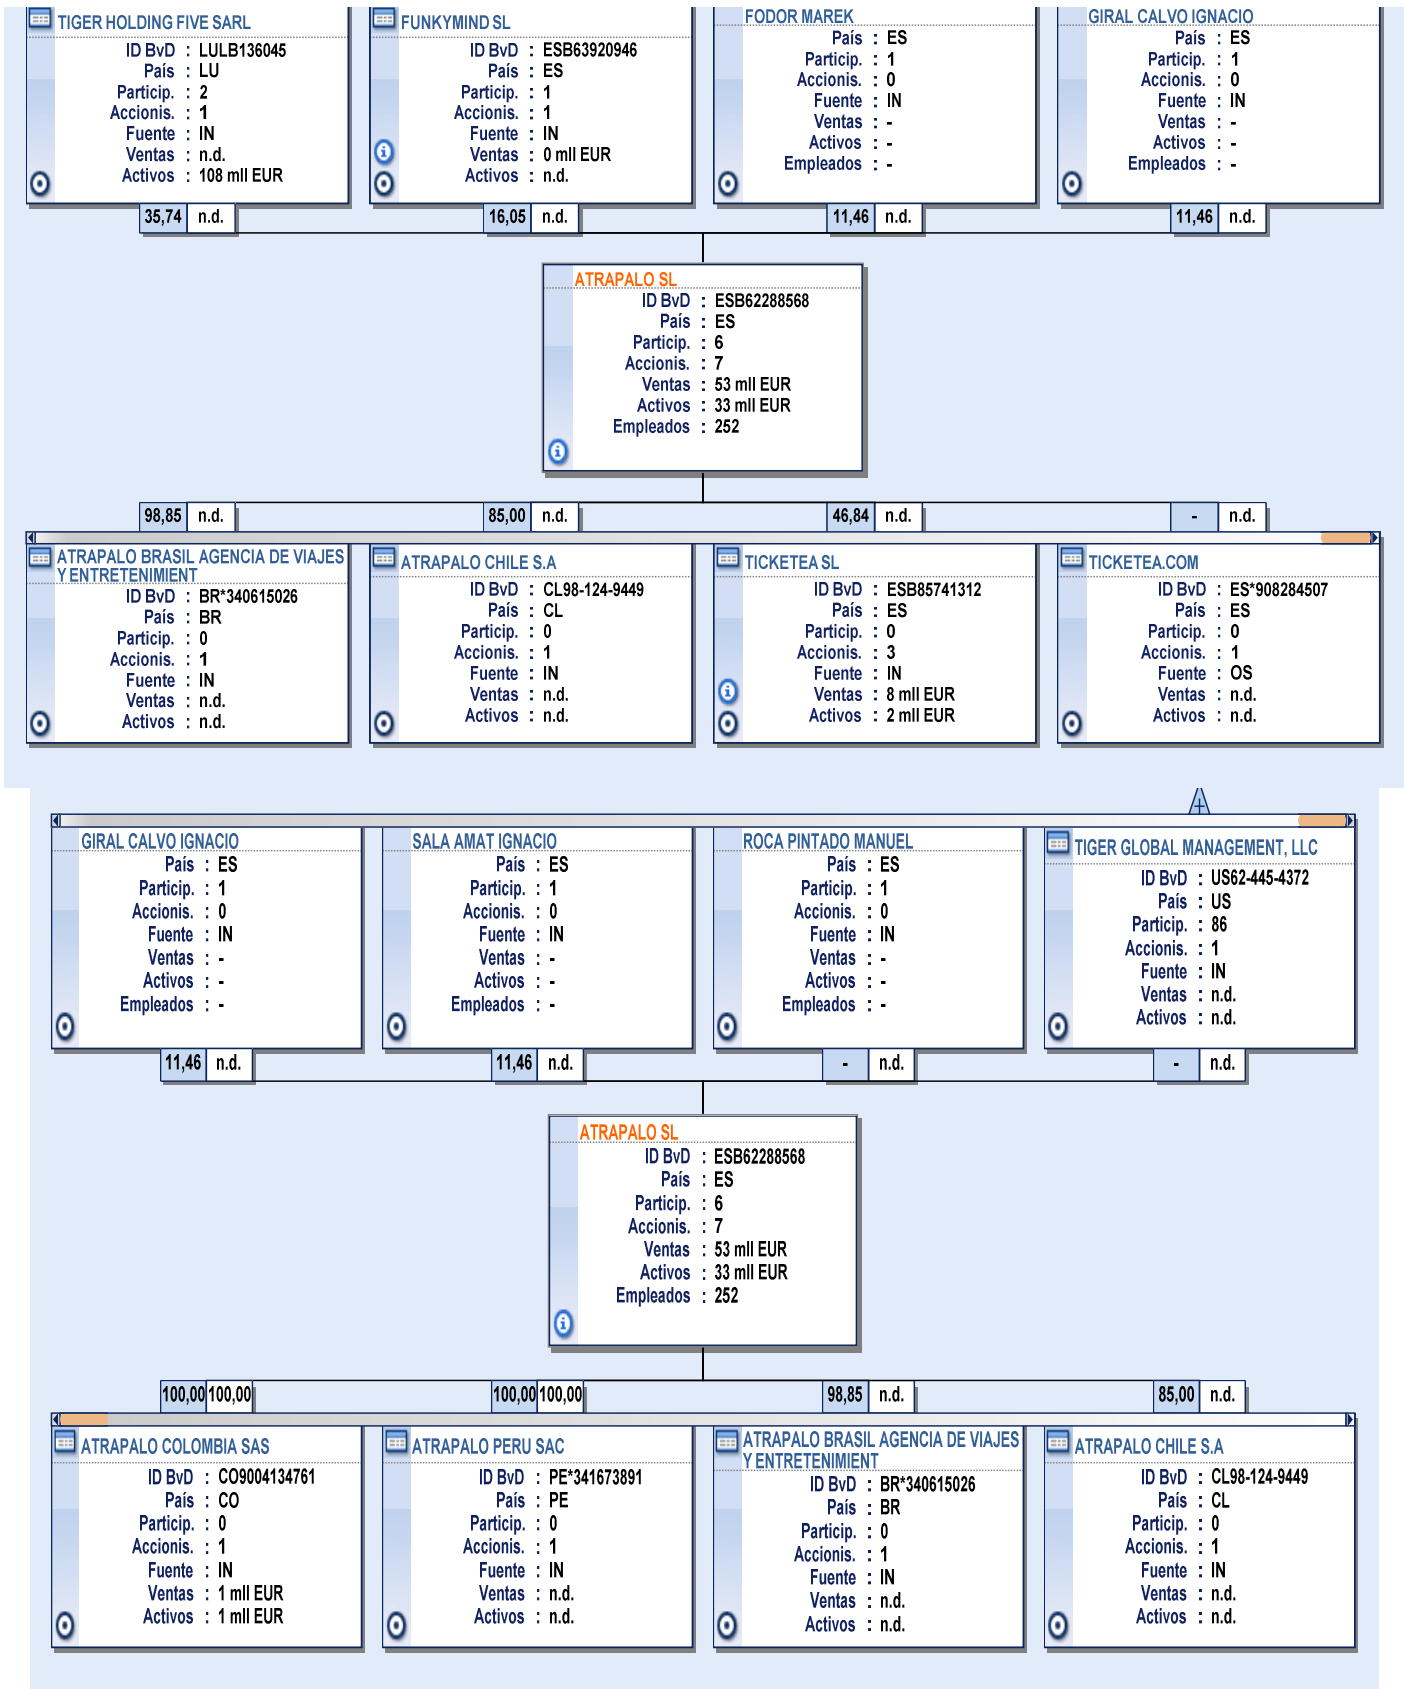 TIGER HOLDING FIVE SARL
ID BvD : LULB136045
País : LU
Particip. : 2
Accionis. : 1
Fuente : IN
Ventas : n.d.
Activos : 108 mll EUR
35,74 n.d.
FUNKYMIND SL
ID BvD : ESB63920946
País : ES
Particip. : 1
Accionis. : 1
Fuente : IN
Ventas : 0 mll EUR
Activos : n.d.
16,05 n.d.
FODOR MAREK
País : ES
Particip. : 1
Accionis. : 0
Fuente : IN
Ventas : -
Activos : -
Empleados : -
11,46 n.d.
GIRAL CALVO IGNACIO
País : ES
Particip. : 1
Accionis. : 0
Fuente : IN
Ventas : -
Activos : -
Empleados : -
11,46 n.d.
ATRAPALO SL
ID BvD : ESB62288568
País : ES
Particip. : 6
Accionis. : 7
Ventas : 53 mll EUR
Activos : 33 mll EUR
Empleados : 252
98,85 n.d.
ATRAPALO BRASIL AGENCIA DE VIAJES
Y ENTRETENIMIENT
ID BvD : BR*340615026
País : BR
Particip. : 0
Accionis. : 1
Fuente : IN
Ventas : n.d.
Activos : n.d.
85,00 n.d.
ATRAPALO CHILE S.A
ID BvD : CL98-124-9449
País : CL
Particip. : 0
Accionis. : 1
Fuente : IN
Ventas : n.d.
Activos : n.d.
46,84 n.d.
TICKETEA SL
ID BvD : ESB85741312
País : ES
Particip. : 0
Accionis. : 3
Fuente : IN
Ventas : 8 mll EUR
Activos : 2 mll EUR
- n.d.
TICKETEA.COM
ID BvD : ES*908284507
País : ES
Particip. : 0
Accionis. : 1
Fuente : OS
Ventas : n.d.
Activos : n.d.
+
GIRAL CALVO IGNACIO
País : ES
Particip. : 1
Accionis. : 0
Fuente : IN
Ventas : -
Activos : -
Empleados : -
11,46 n.d.
SALA AMAT IGNACIO
País : ES
Particip. : 1
Accionis. : 0
Fuente : IN
Ventas : -
Activos : -
Empleados : -
11,46 n.d.
ROCA PINTADO MANUEL
País : ES
Particip. : 1
Accionis. : 0
Fuente : IN
Ventas : -
Activos : -
Empleados : -
- n.d.
TIGER GLOBAL MANAGEMENT, LLC
ID BvD : US62-445-4372
País : US
Particip. : 86
Accionis. : 1
Fuente : IN
Ventas : n.d.
Activos : n.d.
- n.d.
ATRAPALO SL
ID BvD : ESB62288568
País : ES
Particip. : 6
Accionis. : 7
Ventas : 53 mll EUR
Activos : 33 mll EUR
Empleados : 252
100,00 100,00
ATRAPALO COLOMBIA SAS
ID BvD : CO9004134761
País : CO
Particip. : 0
Accionis. : 1
Fuente : IN
Ventas : 1 mll EUR
Activos : 1 mll EUR
100,00 100,00
ATRAPALO PERU SAC
ID BvD : PE*341673891
País : PE
Particip. : 0
Accionis. : 1
Fuente : IN
Ventas : n.d.
Activos : n.d.
98,85 n.d.
ATRAPALO BRASIL AGENCIA DE VIAJES
Y ENTRETENIMIENT
ID BvD : BR*340615026
País : BR
Particip. : 0
Accionis. : 1
Fuente : IN
Ventas : n.d.
Activos : n.d.
85,00 n.d.
ATRAPALO CHILE S.A
ID BvD : CL98-124-9449
País : CL
Particip. : 0
Accionis. : 1
Fuente : IN
Ventas : n.d.
Activos : n.d.